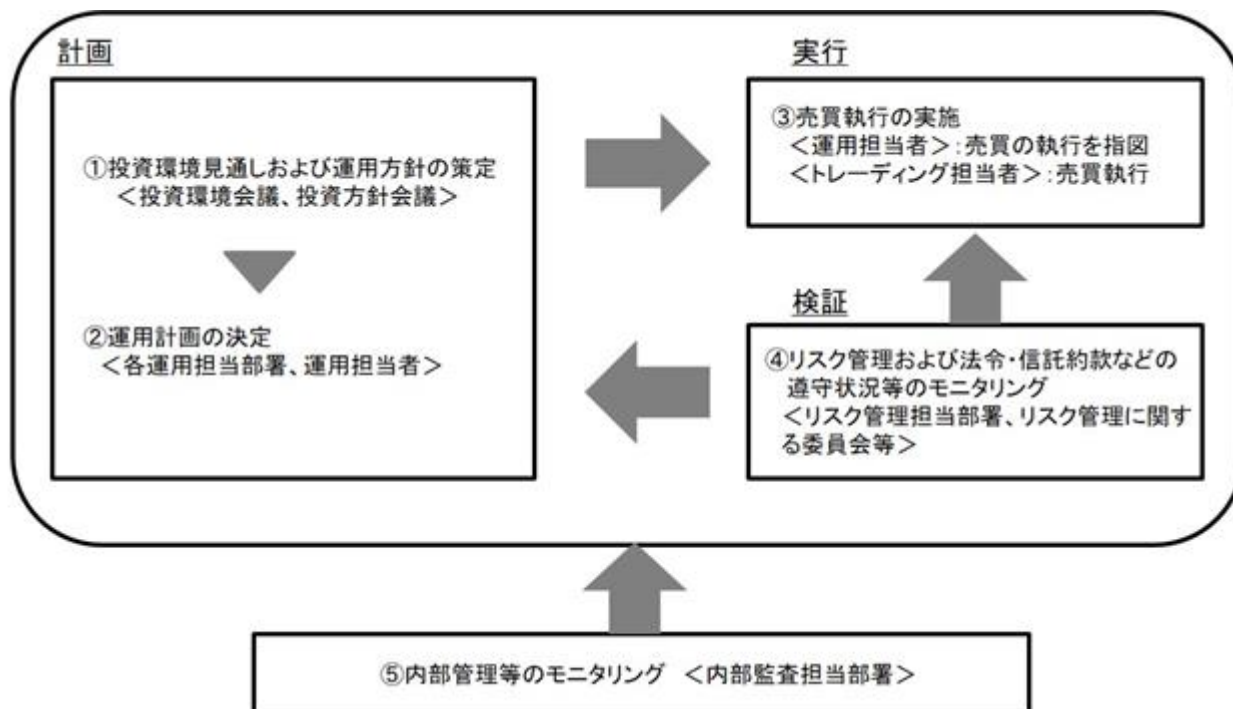 計画
①投資環境見通しおよび運用方針の策定
＜投資環境会議、投資方針会議＞
②運用計画の決定
＜各運用担当部署、運用担当者＞
実行
③売買執行の実施
＜運用担当者＞：売買の執行を指図
＜トレーディング担当者＞：売買執行
検証
④リスク管理および法令・信託約款などの
遵守状況等のモニタリング
＜リスク管理担当部署、リスク管理に関す
る委員会等＞
⑤内部管理等のモニタリング　＜内部監査担当部署＞